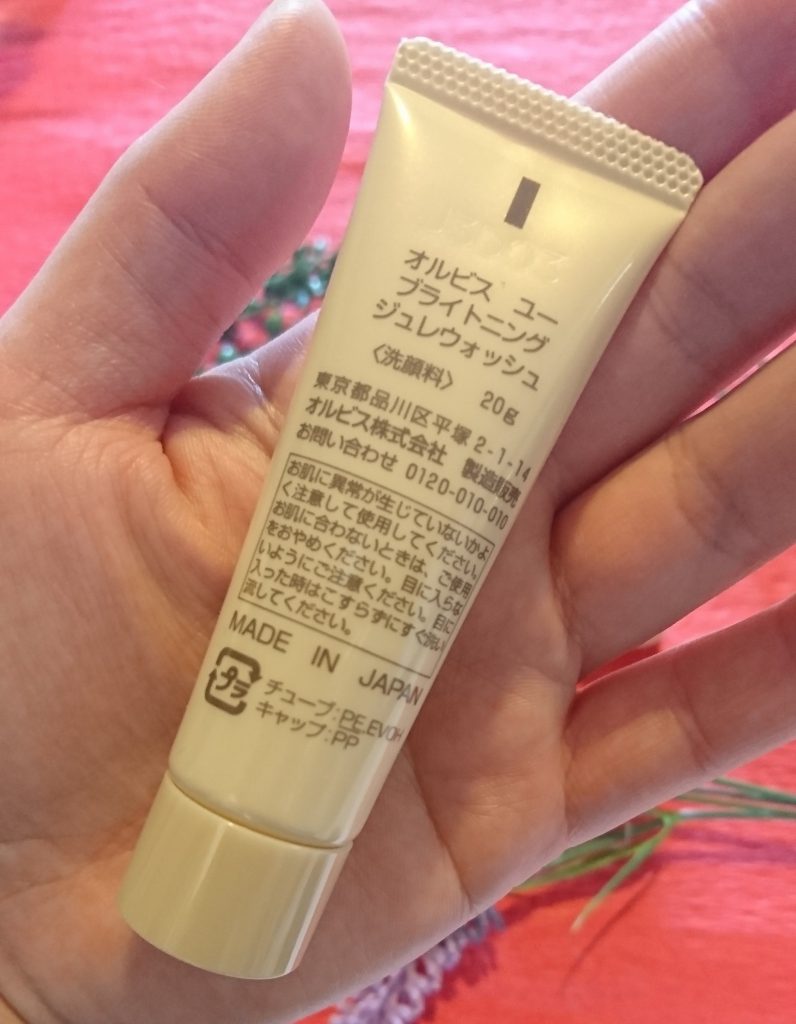 オルビス ユー
ブライトニング
ジュレウォッシュ
〈洗顔料〉 20g
東京都品川区平塚2-1-14
オルビス株式会社 製造販売
お問い合わせ 0120-010-010
お肌に異常が生じていないかよ
く注意して使用してください。
お肌に合わないときは、ご使用
をおやめください。目に入らな
いようにご注意ください。目に
入った時はこすらずにすぐ洗い
流してください。
MADE IN JAPAN
プラ
チューブ:PE,EVOH
キャップ:PP